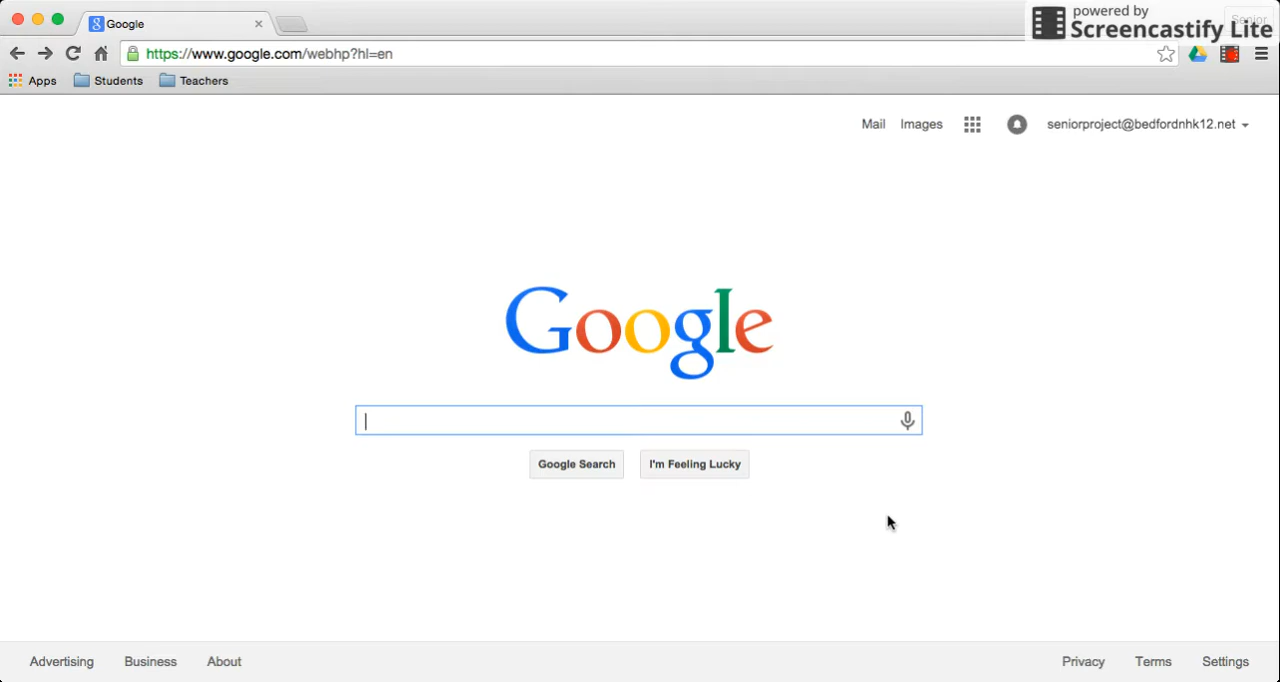 Google
powered by
Screencastify Lite
Senior
https://www.google.com/webhp?hl=en
Apps Students Teachers
Mail Images seniorproject@bedfordnhk12.net
Google
Google Search I'm Feeling Lucky
Advertising Business About Privacy Terms Settings